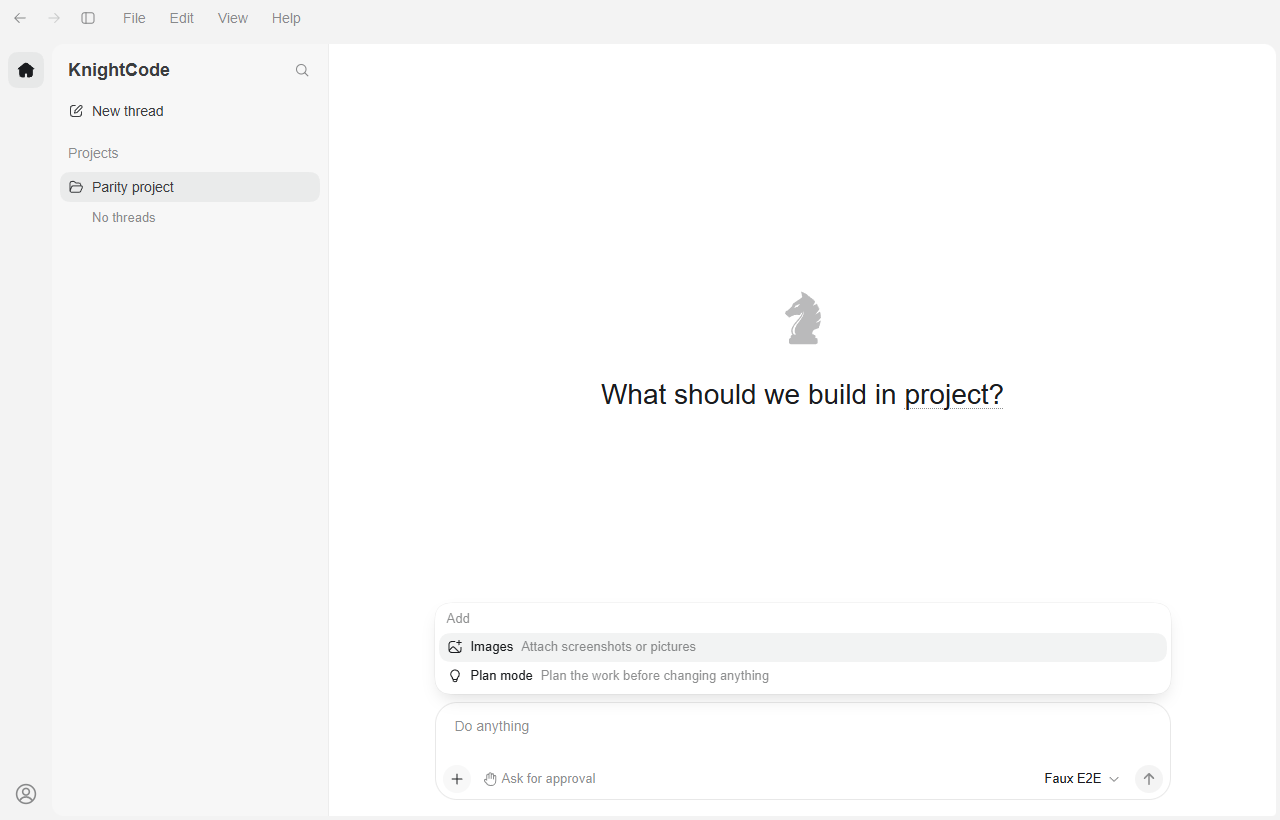 File Edit View Help
KnightCode
New thread
Projects
Parity project
No threads
What should we build in project?
Add
Images Attach screenshots or pictures
Plan mode Plan the work before changing anything
Do anything
Ask for approval
Faux E2E